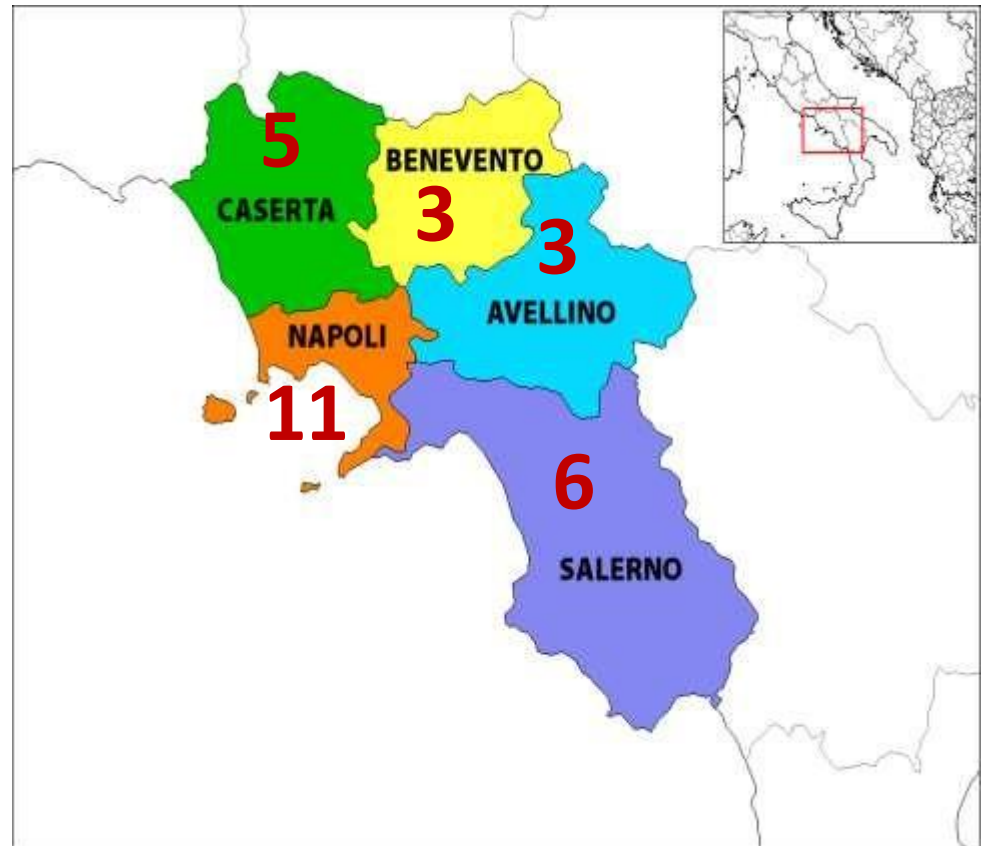 5
CASERTA
BENEVENTO
3
3
AVELLINO
NAPOLI
11
6
SALERNO